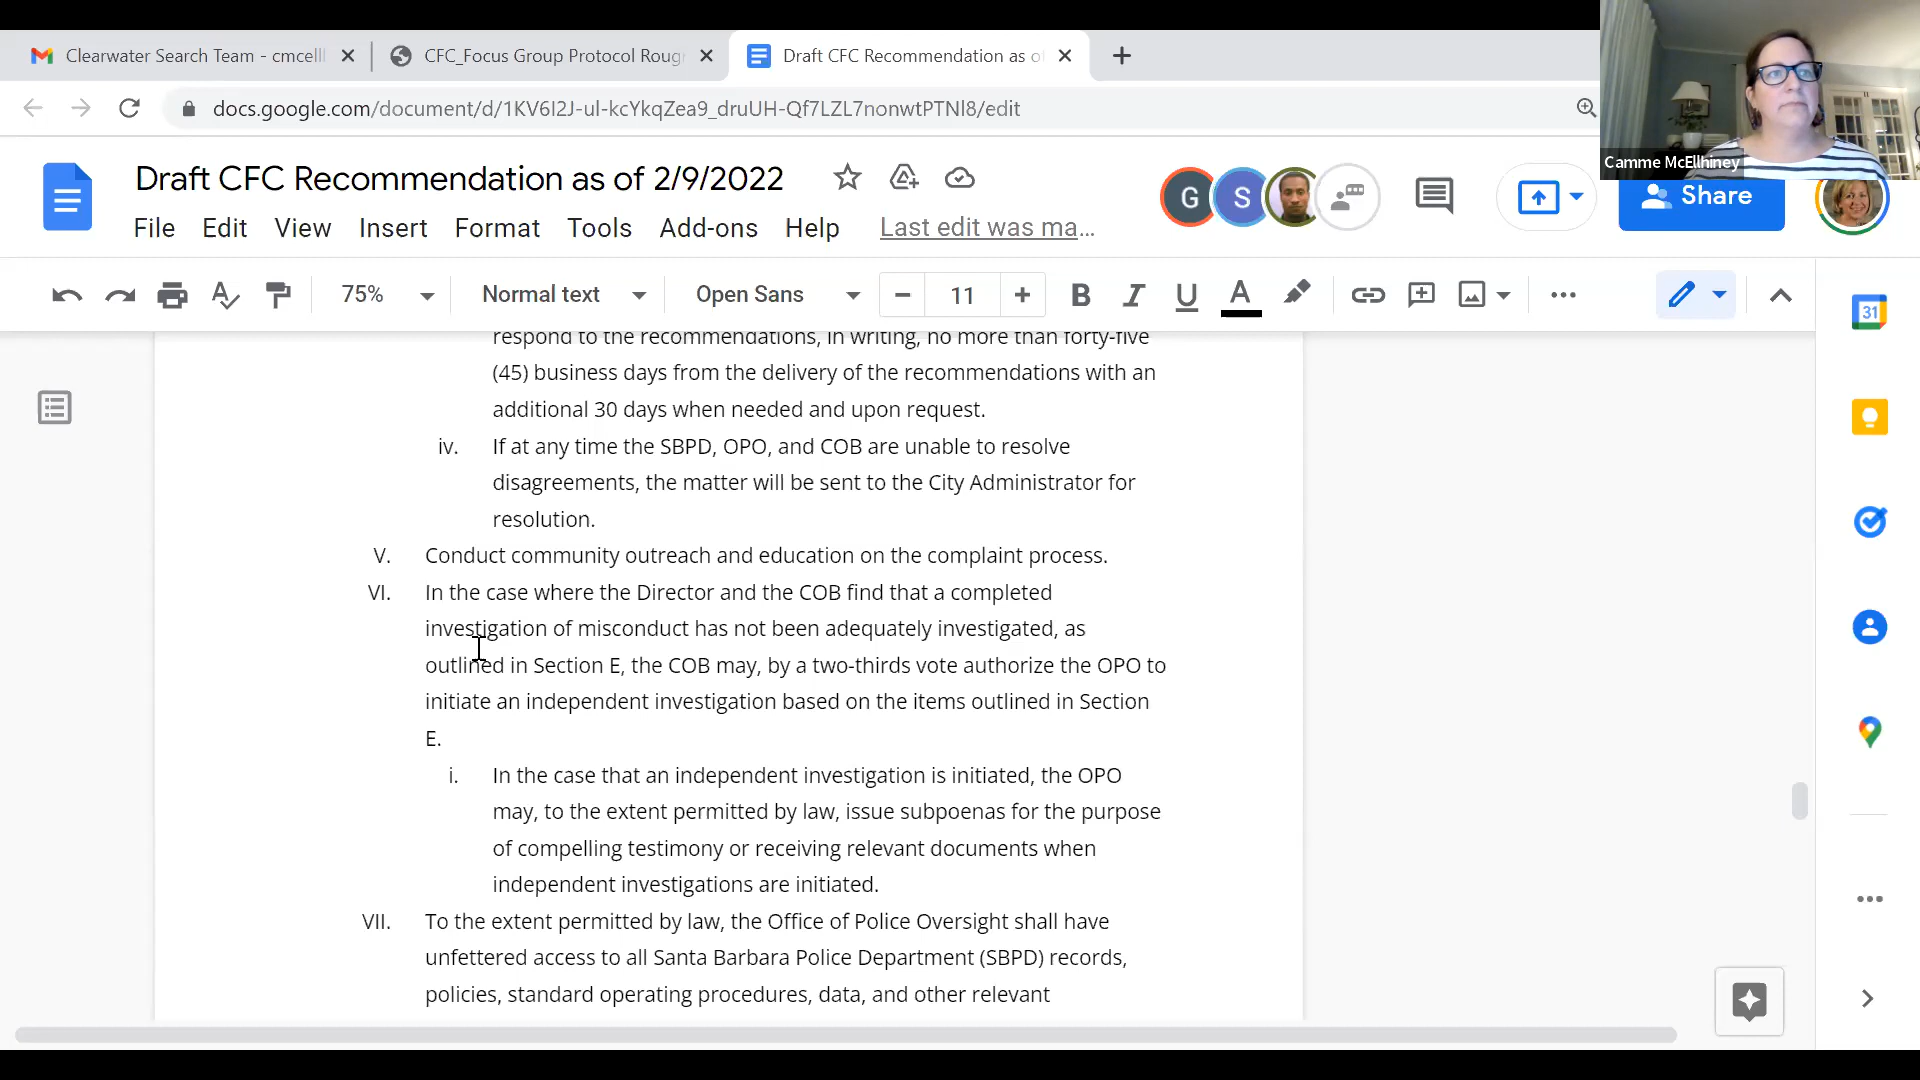 Clearwater Search Team - cmcelll
CFC_Focus Group Protocol Roug
Draft CFC Recommendation as of
docs.google.com/document/d/1KV6I2J-ul-kcYkqZea9_druUH-Qf7LZL7nonwtPTNl8/edit
Camme McEllhiney
Draft CFC Recommendation as of 2/9/2022
G
S
Share
File Edit View Insert Format Tools Add-ons Help Last edit was ma...
75% Normal text Open Sans 11 B I U A
31
respond to the recommendations, in writing, no more than forty-five
(45) business days from the delivery of the recommendations with an
additional 30 days when needed and upon request.
iv. If at any time the SBPD, OPO, and COB are unable to resolve
disagreements, the matter will be sent to the City Administrator for
resolution.
V. Conduct community outreach and education on the complaint process.
VI. In the case where the Director and the COB find that a completed
investigation of misconduct has not been adequately investigated, as
outlined in Section E, the COB may, by a two-thirds vote authorize the OPO to
initiate an independent investigation based on the items outlined in Section
E.
i. In the case that an independent investigation is initiated, the OPO
may, to the extent permitted by law, issue subpoenas for the purpose
of compelling testimony or receiving relevant documents when
independent investigations are initiated.
VII. To the extent permitted by law, the Office of Police Oversight shall have
unfettered access to all Santa Barbara Police Department (SBPD) records,
policies, standard operating procedures, data, and other relevant